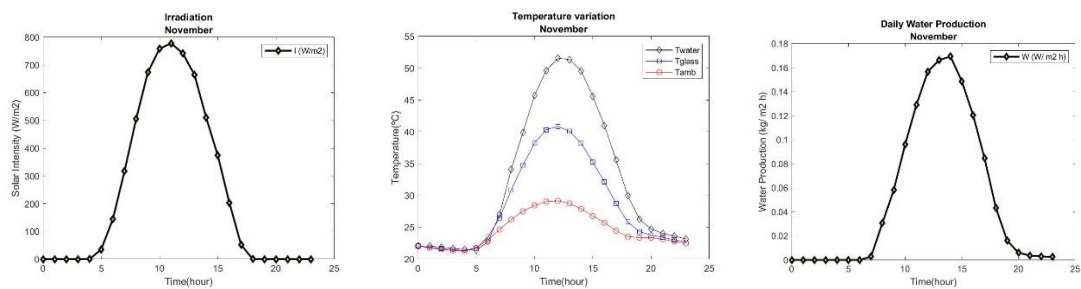 Irradiation
November
I (W/m2)
800
700
600
500
400
300
200
100
0
Solar Intensity (W/m2)
0 5 10 15 20 25
Time(hour)
Temperature variation
November
Twater
Tglass
Tamb
55
50
45
40
35
30
25
20
Temperature(ºC)
0 5 10 15 20 25
Time(hour)
Daily Water Production
November
W (W/ m2 h)
0.18
0.16
0.14
0.12
0.1
0.08
0.06
0.04
0.02
0
Water Production (kg/ m2 h)
0 5 10 15 20 25
Time(hour)